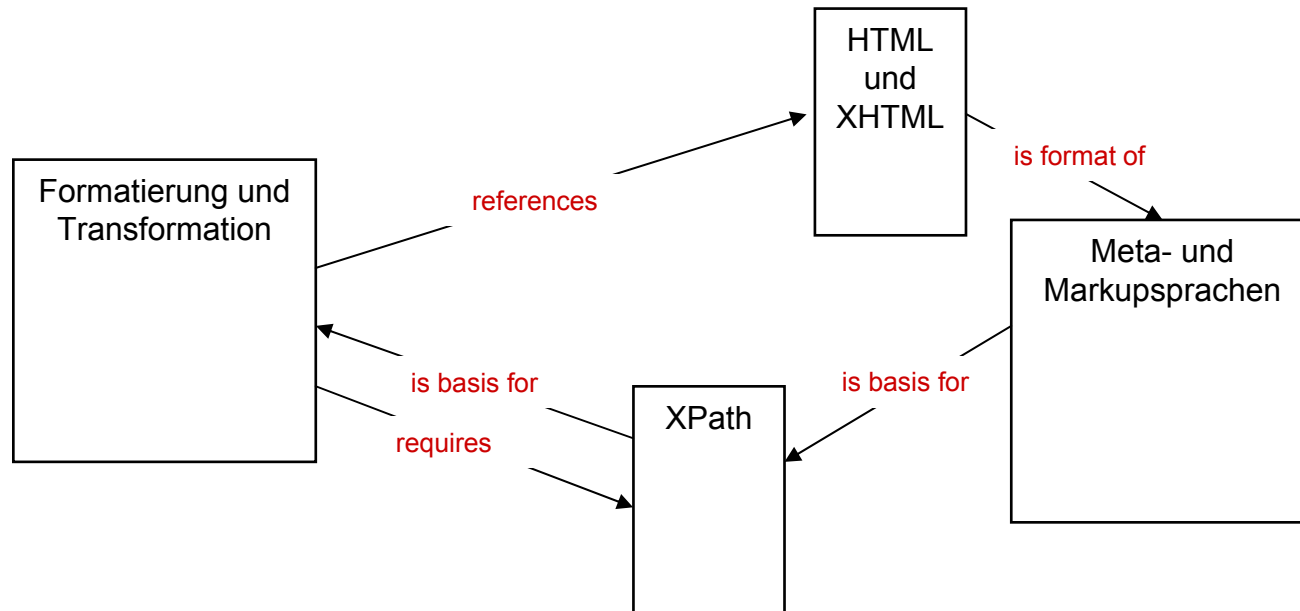 HTML
und
XHTML
is format of
Formatierung und
Transformation
references
Meta- und
Markupsprachen
is basis for
is basis for
XPath
requires